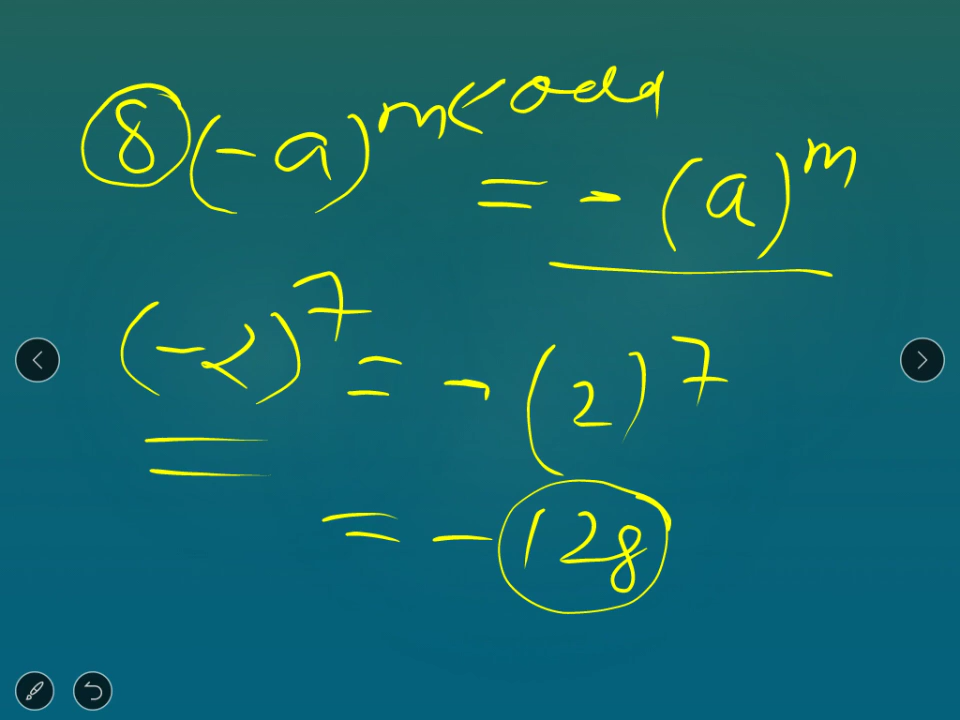 ⑧ (-a)^m ← odd = -(a)^m
(-2)^7 = -(2)^7
= -128